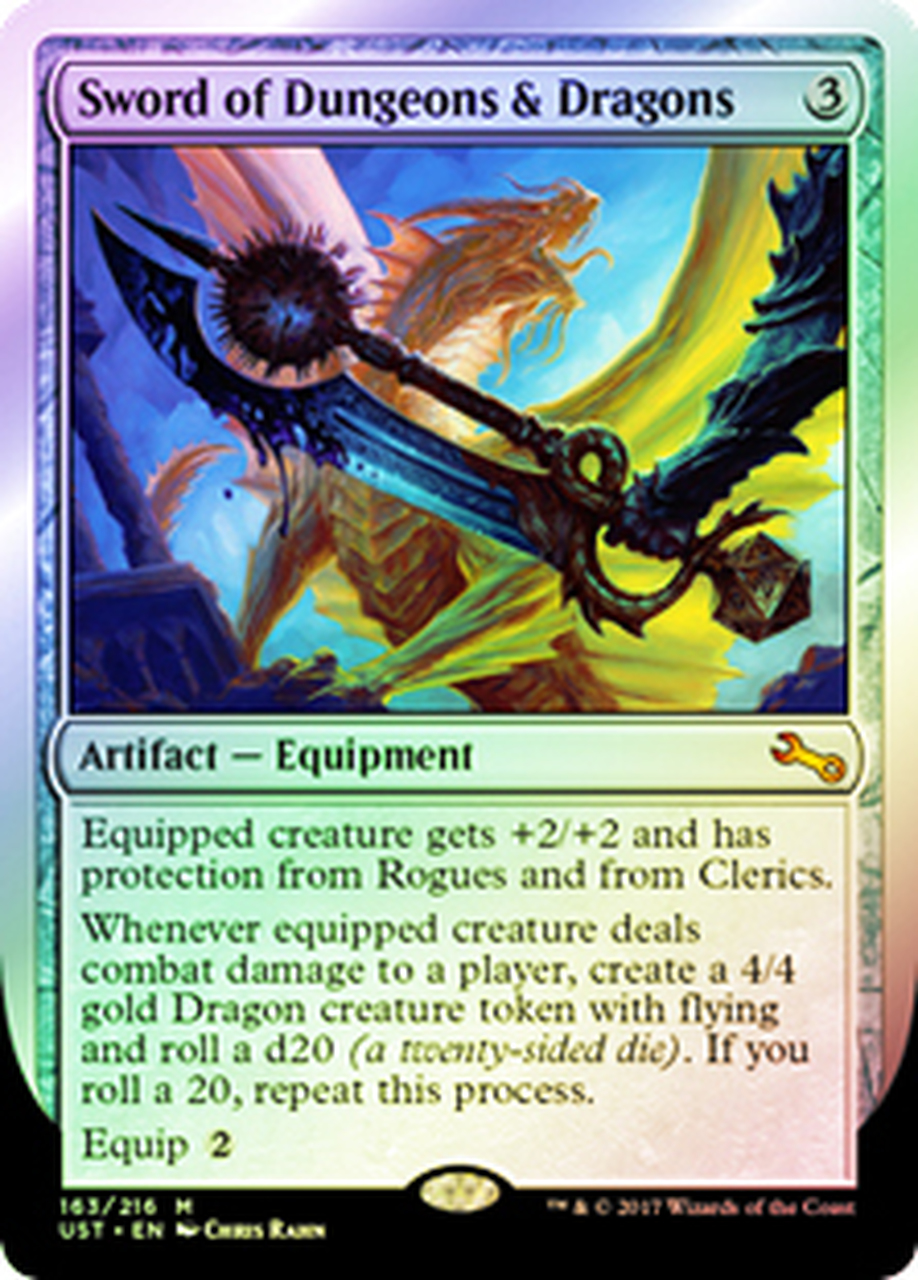 Sword of Dungeons & Dragons 3
Artifact — Equipment
Equipped creature gets +2/+2 and has
protection from Rogues and from Clerics.
Whenever equipped creature deals
combat damage to a player, create a 4/4
gold Dragon creature token with flying
and roll a d20 (a twenty-sided die). If you
roll a 20, repeat this process.
Equip 2
163/216 M
™ & © 2017 Wizards of the Coast
UST • EN Chris Rahn